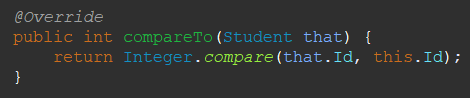 @Override
public int compareTo(Student that) {
    return Integer.compare(that.Id, this.Id);
}